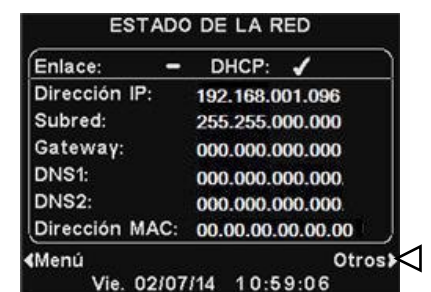 ESTADO DE LA RED
Enlace: – DHCP: ✓
Dirección IP: 192.168.001.096
Subred: 255.255.000.000
Gateway: 000.000.000.000
DNS1: 000.000.000.000
DNS2: 000.000.000.000
Dirección MAC: 00.00.00.00.00.00
Menú Otros
Vie. 02/07/14 10:59:06